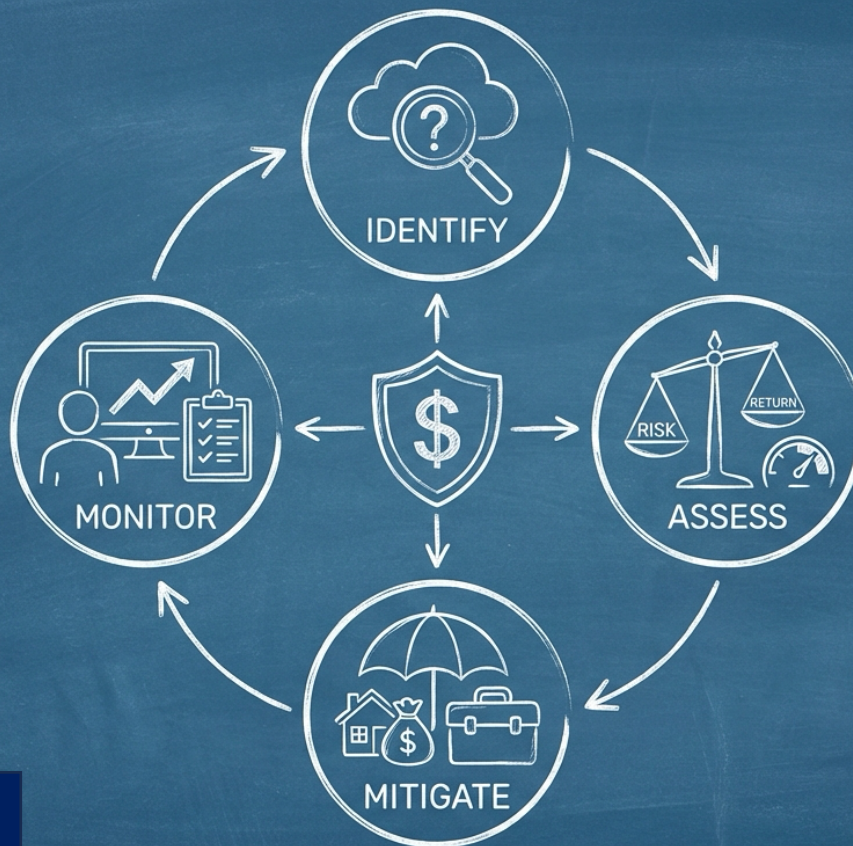 ?
IDENTIFY
RISK
RETURN
$
MONITOR
ASSESS
$
MITIGATE